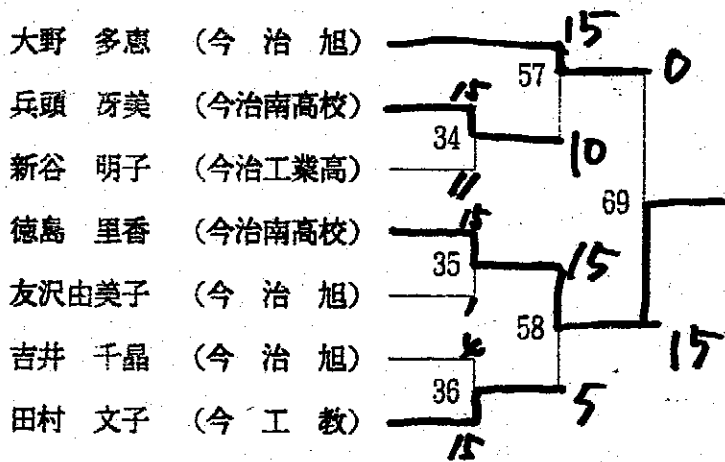 大野 多恵 (今 治 旭) 15
57 0
兵頭 冴美 (今治南高校) 15
34 10
新谷 明子 (今治工業高) 11
69
徳島 里香 (今治南高校) 15
35 15
友沢由美子 (今 治 旭) 1
58 15
吉井 千晶 (今 治 旭)
36 5
田村 文子 (今 工 教) 15